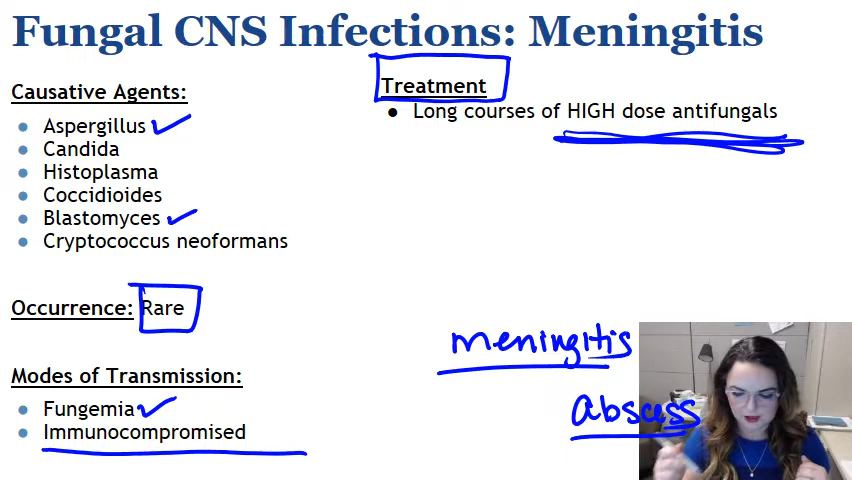 Fungal CNS Infections: Meningitis
Causative Agents:
Aspergillus
Candida
Histoplasma
Coccidioides
Blastomyces
Cryptococcus neoformans
Occurrence: Rare
Modes of Transmission:
Fungemia
Immunocompromised
Treatment
Long courses of HIGH dose antifungals
meningitis
abscess